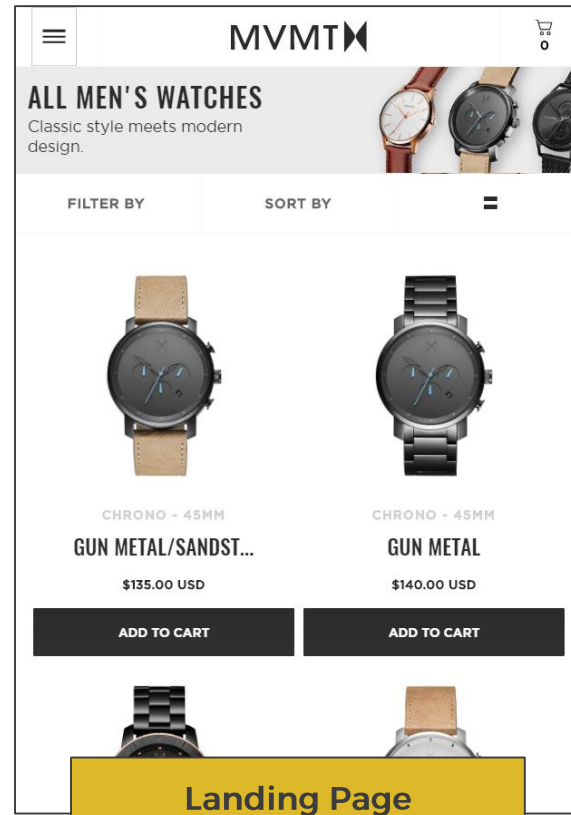 MVMT
0
ALL MEN'S WATCHES
Classic style meets modern
design.
FILTER BY
SORT BY
CHRONO - 45MM
CHRONO - 45MM
GUN METAL/SANDST...
GUN METAL
$135.00 USD
$140.00 USD
ADD TO CART
ADD TO CART
Landing Page